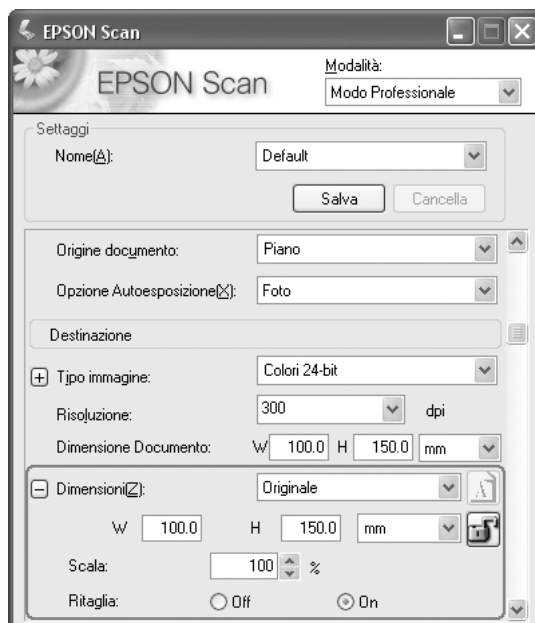 EPSON Scan
EPSON Scan
Modalità:
Modo Professionale
Settaggi
Nome(A): Default
Salva Cancella
Origine documento: Piano
Opzione Autoesposizione(X): Foto
Destinazione
Tipo immagine: Colori 24-bit
Risoluzione: 300 dpi
Dimensione Documento: W 100.0 H 150.0 mm
Dimensioni(Z): Originale
W 100.0 H 150.0 mm
Scala: 100 %
Ritaglia: Off On